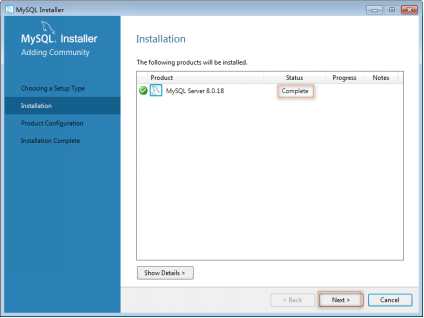 MySQL Installer
MySQL. Installer
Adding Community
Choosing a Setup Type
Installation
Product Configuration
Installation Complete
Installation
The following products will be installed.
Product Status Progress Notes
MySQL Server 8.0.18 Complete
Show Details >
< Back Next > Cancel